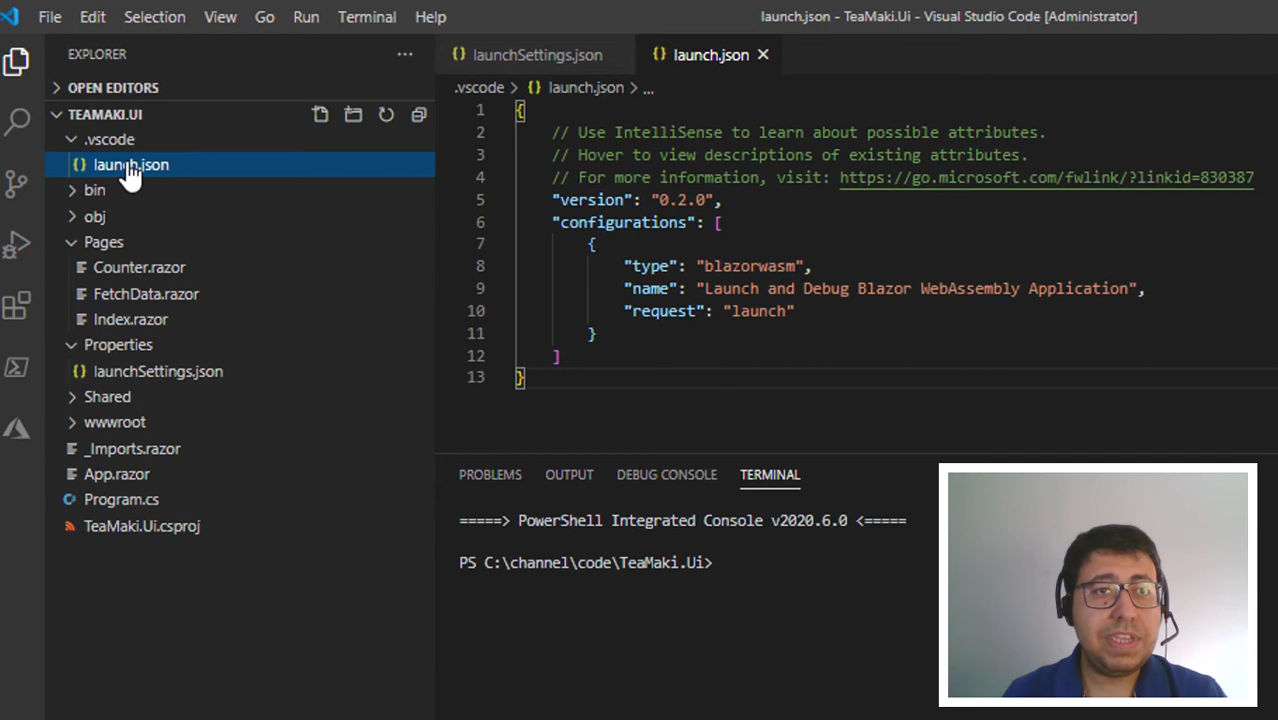 File Edit Selection View Go Run Terminal Help
launch.json - TeaMaki.Ui - Visual Studio Code [Administrator]
EXPLORER
OPEN EDITORS
TEAMAKI.UI
.vscode
launch.json
bin
obj
Pages
Counter.razor
FetchData.razor
Index.razor
Properties
launchSettings.json
Shared
wwwroot
_Imports.razor
App.razor
Program.cs
TeaMaki.Ui.csproj
launchSettings.json
launch.json
.vscode > {} launch.json > ...
1 {
2 // Use IntelliSense to learn about possible attributes.
3 // Hover to view descriptions of existing attributes.
4 // For more information, visit: https://go.microsoft.com/fwlink/?linkid=830387
5 "version": "0.2.0",
6 "configurations": [
7 {
8 "type": "blazorwasm",
9 "name": "Launch and Debug Blazor WebAssembly Application",
10 "request": "launch"
11 }
12 ]
13 }
PROBLEMS OUTPUT DEBUG CONSOLE TERMINAL
=====> PowerShell Integrated Console v2020.6.0 <=====
PS C:\channel\code\TeaMaki.Ui>